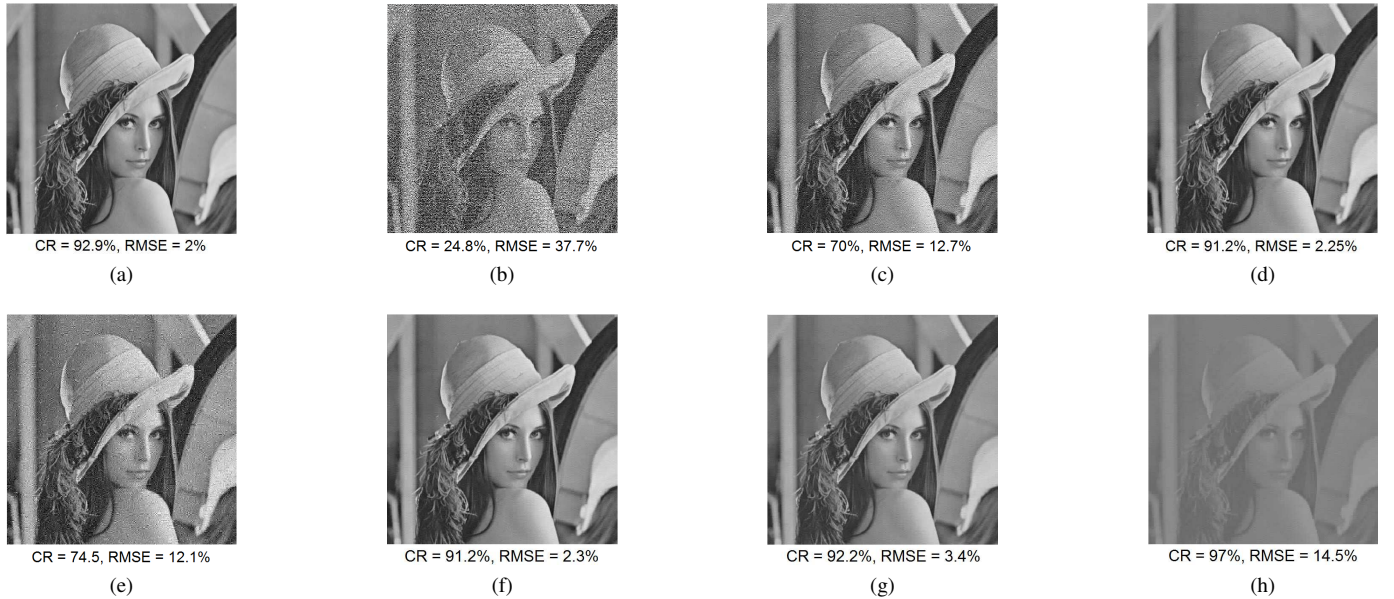 CR = 92.9%, RMSE = 2%
(a)
CR = 24.8%, RMSE = 37.7%
(b)
CR = 70%, RMSE = 12.7%
(c)
CR = 91.2%, RMSE = 2.25%
(d)
CR = 74.5, RMSE = 12.1%
(e)
CR = 91.2%, RMSE = 2.3%
(f)
CR = 92.2%, RMSE = 3.4%
(g)
CR = 97%, RMSE = 14.5%
(h)